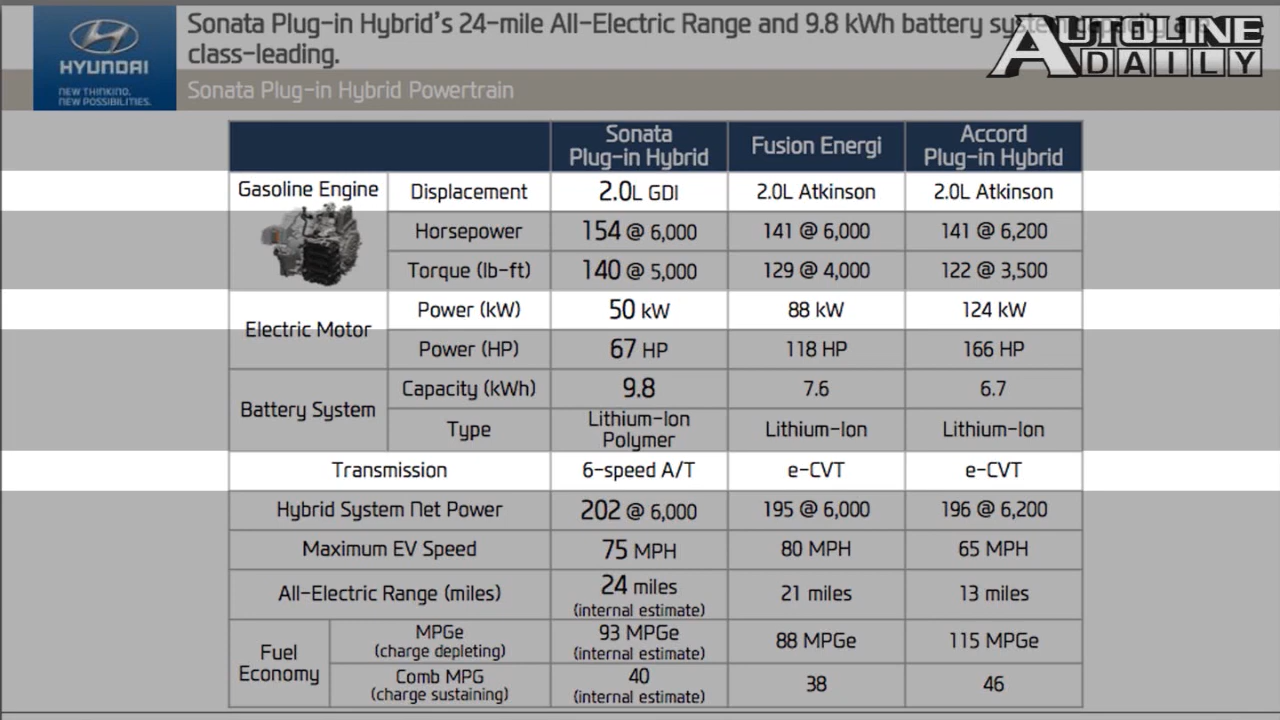 Sonata Plug-in Hybrid's 24-mile All-Electric Range and 9.8 kWh battery system capacity are
class-leading.
AUTOLINE
DAILY
HYUNDAI
NEW THINKING.
NEW POSSIBILITIES.
Sonata Plug-in Hybrid Powertrain
Sonata Plug-in Hybrid Fusion Energi Accord Plug-in Hybrid
Gasoline Engine Displacement 2.0L GDI 2.0L Atkinson 2.0L Atkinson
Horsepower 154 @ 6,000 141 @ 6,000 141 @ 6,200
Torque (lb-ft) 140 @ 5,000 129 @ 4,000 122 @ 3,500
Electric Motor Power (kW) 50 kW 88 kW 124 kW
Power (HP) 67 HP 118 HP 166 HP
Battery System Capacity (kWh) 9.8 7.6 6.7
Type Lithium-Ion Polymer Lithium-Ion Lithium-Ion
Transmission 6-speed A/T e-CVT e-CVT
Hybrid System Net Power 202 @ 6,000 195 @ 6,000 196 @ 6,200
Maximum EV Speed 75 MPH 80 MPH 65 MPH
All-Electric Range (miles) 24 miles (internal estimate) 21 miles 13 miles
Fuel Economy MPGe (charge depleting) 93 MPGe (internal estimate) 88 MPGe 115 MPGe
Comb MPG (charge sustaining) 40 (internal estimate) 38 46